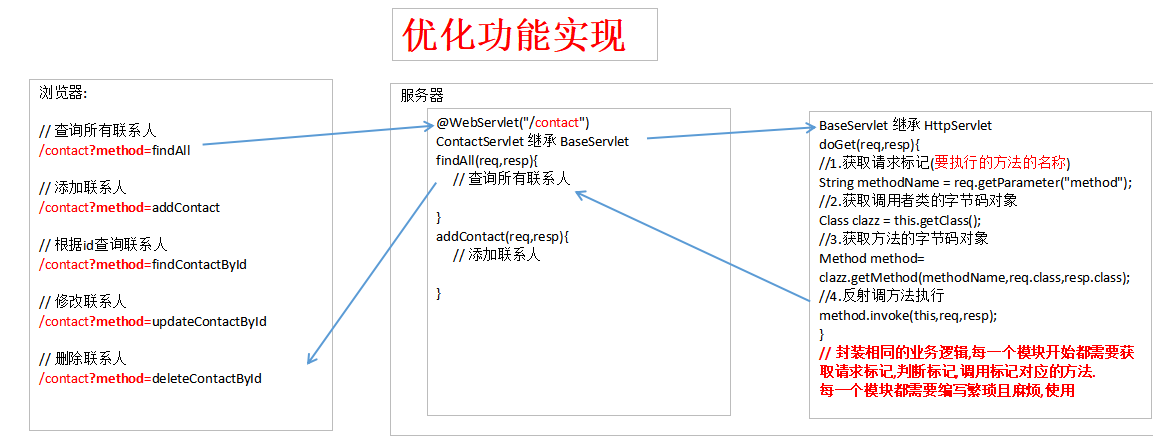 优化功能实现
浏览器:
// 查询所有联系人
/contact?method=findAll
// 添加联系人
/contact?method=addContact
// 根据id查询联系人
/contact?method=findContactById
// 修改联系人
/contact?method=updateContactById
// 删除联系人
/contact?method=deleteContactById
服务器
@WebServlet("/contact")
ContactServlet 继承 BaseServlet
findAll(req,resp){
// 查询所有联系人
}
addContact(req,resp){
// 添加联系人
}
BaseServlet 继承 HttpServlet
doGet(req,resp){
//1.获取请求标记(要执行的方法的名称)
String methodName = req.getParameter("method");
//2.获取调用者类的字节码对象
Class clazz = this.getClass();
//3.获取方法的字节码对象
Method method=
clazz.getMethod(methodName,req.class,resp.class);
//4.反射调方法执行
method.invoke(this,req,resp);
}
// 封装相同的业务逻辑,每一个模块开始都需要获
取请求标记,判断标记,调用标记对应的方法.
每一个模块都需要编写繁琐且麻烦,使用